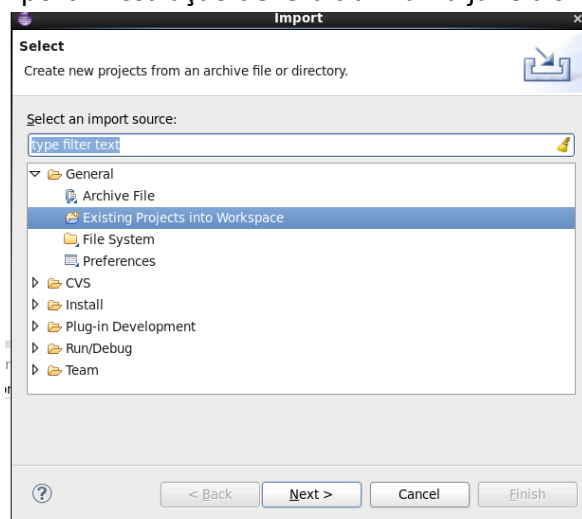 Import
Select
Create new projects from an archive file or directory.
Select an import source:
type filter text
General
Archive File
Existing Projects into Workspace
File System
Preferences
CVS
Install
Plug-in Development
Run/Debug
Team
< Back Next > Cancel Finish